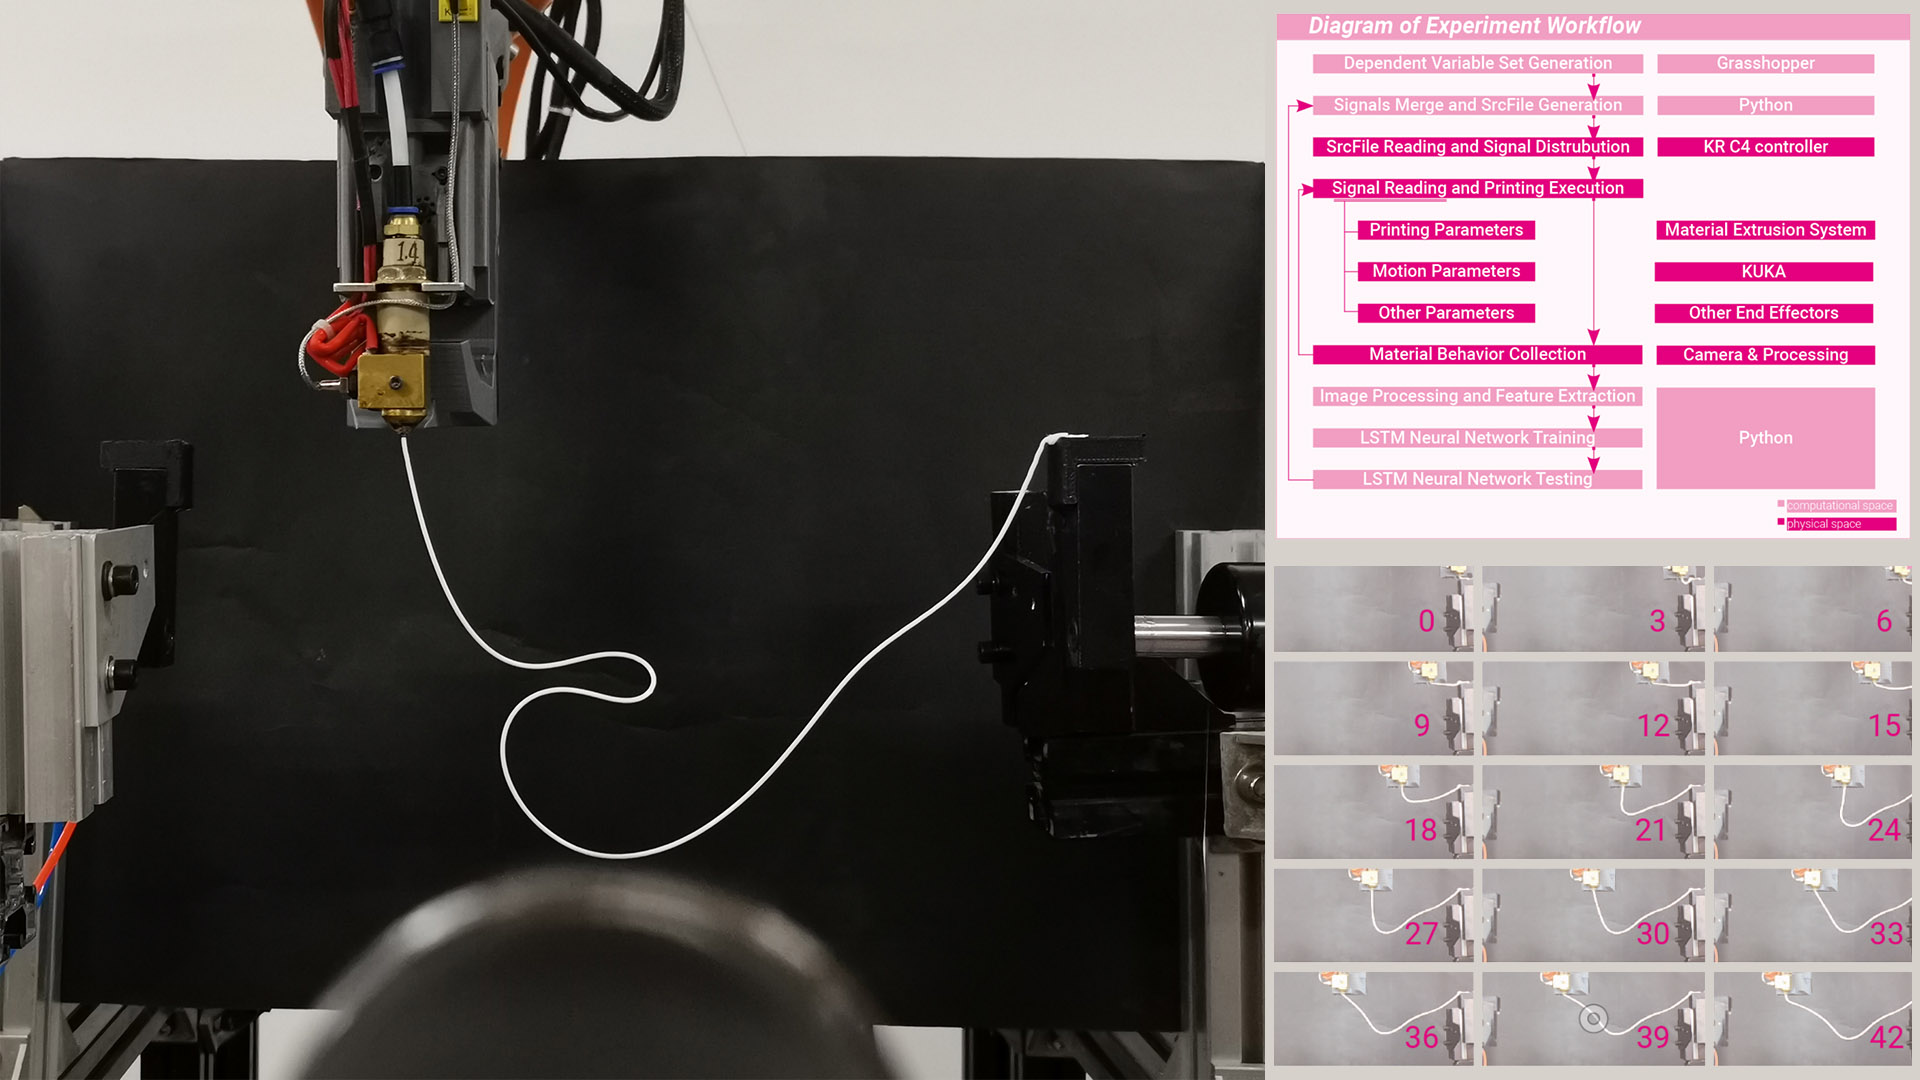 1.4
Diagram of Experiment Workflow
Dependent Variable Set Generation
Grasshopper
Signals Merge and SrcFile Generation
Python
SrcFile Reading and Signal Distrubution
KR C4 controller
Signal Reading and Printing Execution
Printing Parameters
Material Extrusion System
Motion Parameters
KUKA
Other Parameters
Other End Effectors
Material Behavior Collection
Camera & Processing
Image Processing and Feature Extraction
LSTM Neural Network Training
Python
LSTM Neural Network Testing
computational space
physical space
0
3
6
9
12
15
18
21
24
27
30
33
36
39
42